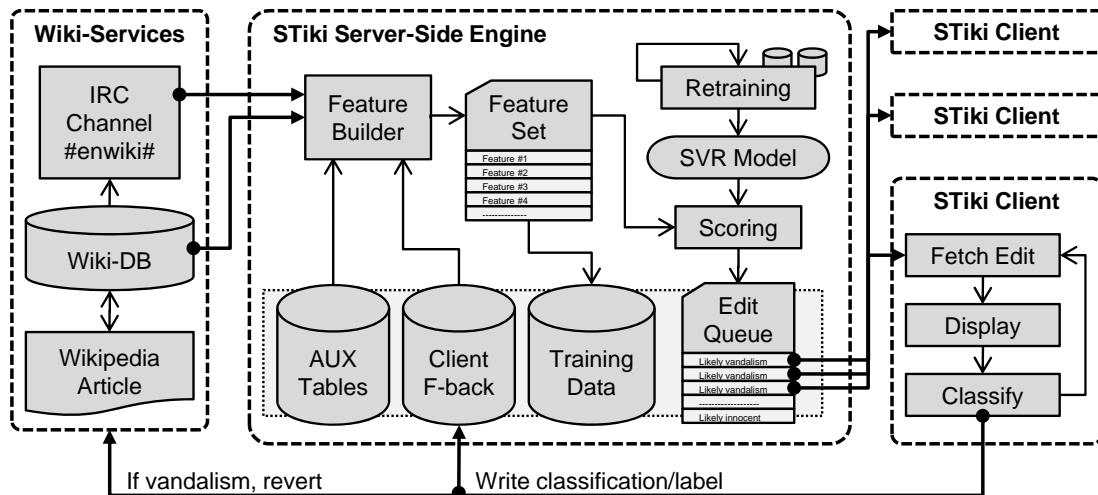 Wiki-Services
IRC
Channel
#enwiki#
Wiki-DB
Wikipedia
Article
STiki Server-Side Engine
Feature
Builder
Feature
Set
Feature #1
Feature #2
Feature #3
Feature #4
---------------
Retraining
SVR Model
Scoring
AUX
Tables
Client
F-back
Training
Data
Edit
Queue
Likely vandalism
Likely vandalism
Likely vandalism
---------------------
Likely innocent
STiki Client
STiki Client
STiki Client
Fetch Edit
Display
Classify
If vandalism, revert
Write classification/label